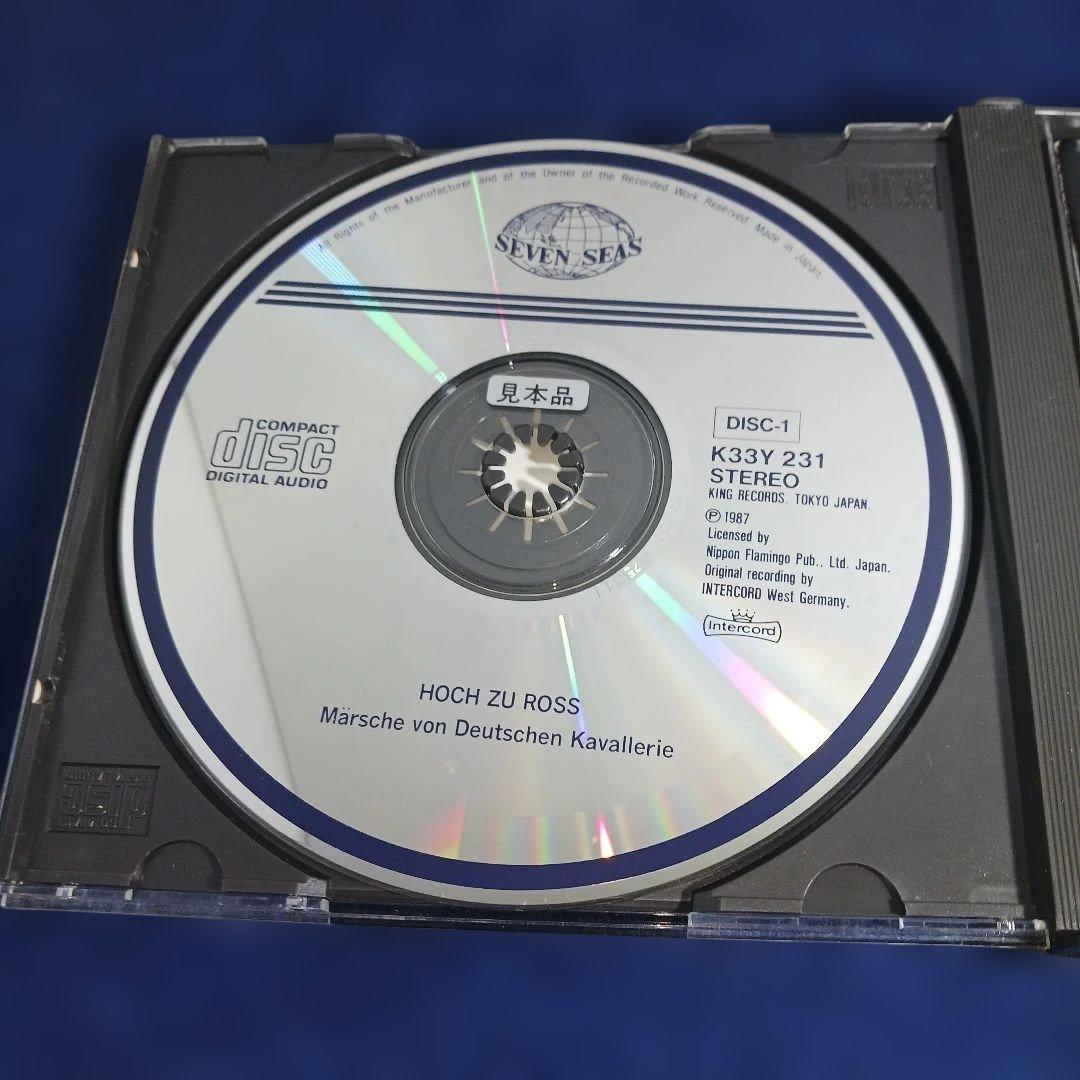 All Rights of the Manufacturer and of the Owner of the Recorded Work Reserved. Made in Japan.
SEVEN SEAS
見本品
COMPACT
disc
DIGITAL AUDIO
DISC-1
K33Y 231
STEREO
KING RECORDS. TOKYO JAPAN.
℗ 1987
Licensed by
Nippon Flamingo Pub., Ltd. Japan.
Original recording by
INTERCORD West Germany.
Intercord
HOCH ZU ROSS
Märsche von Deutschen Kavallerie